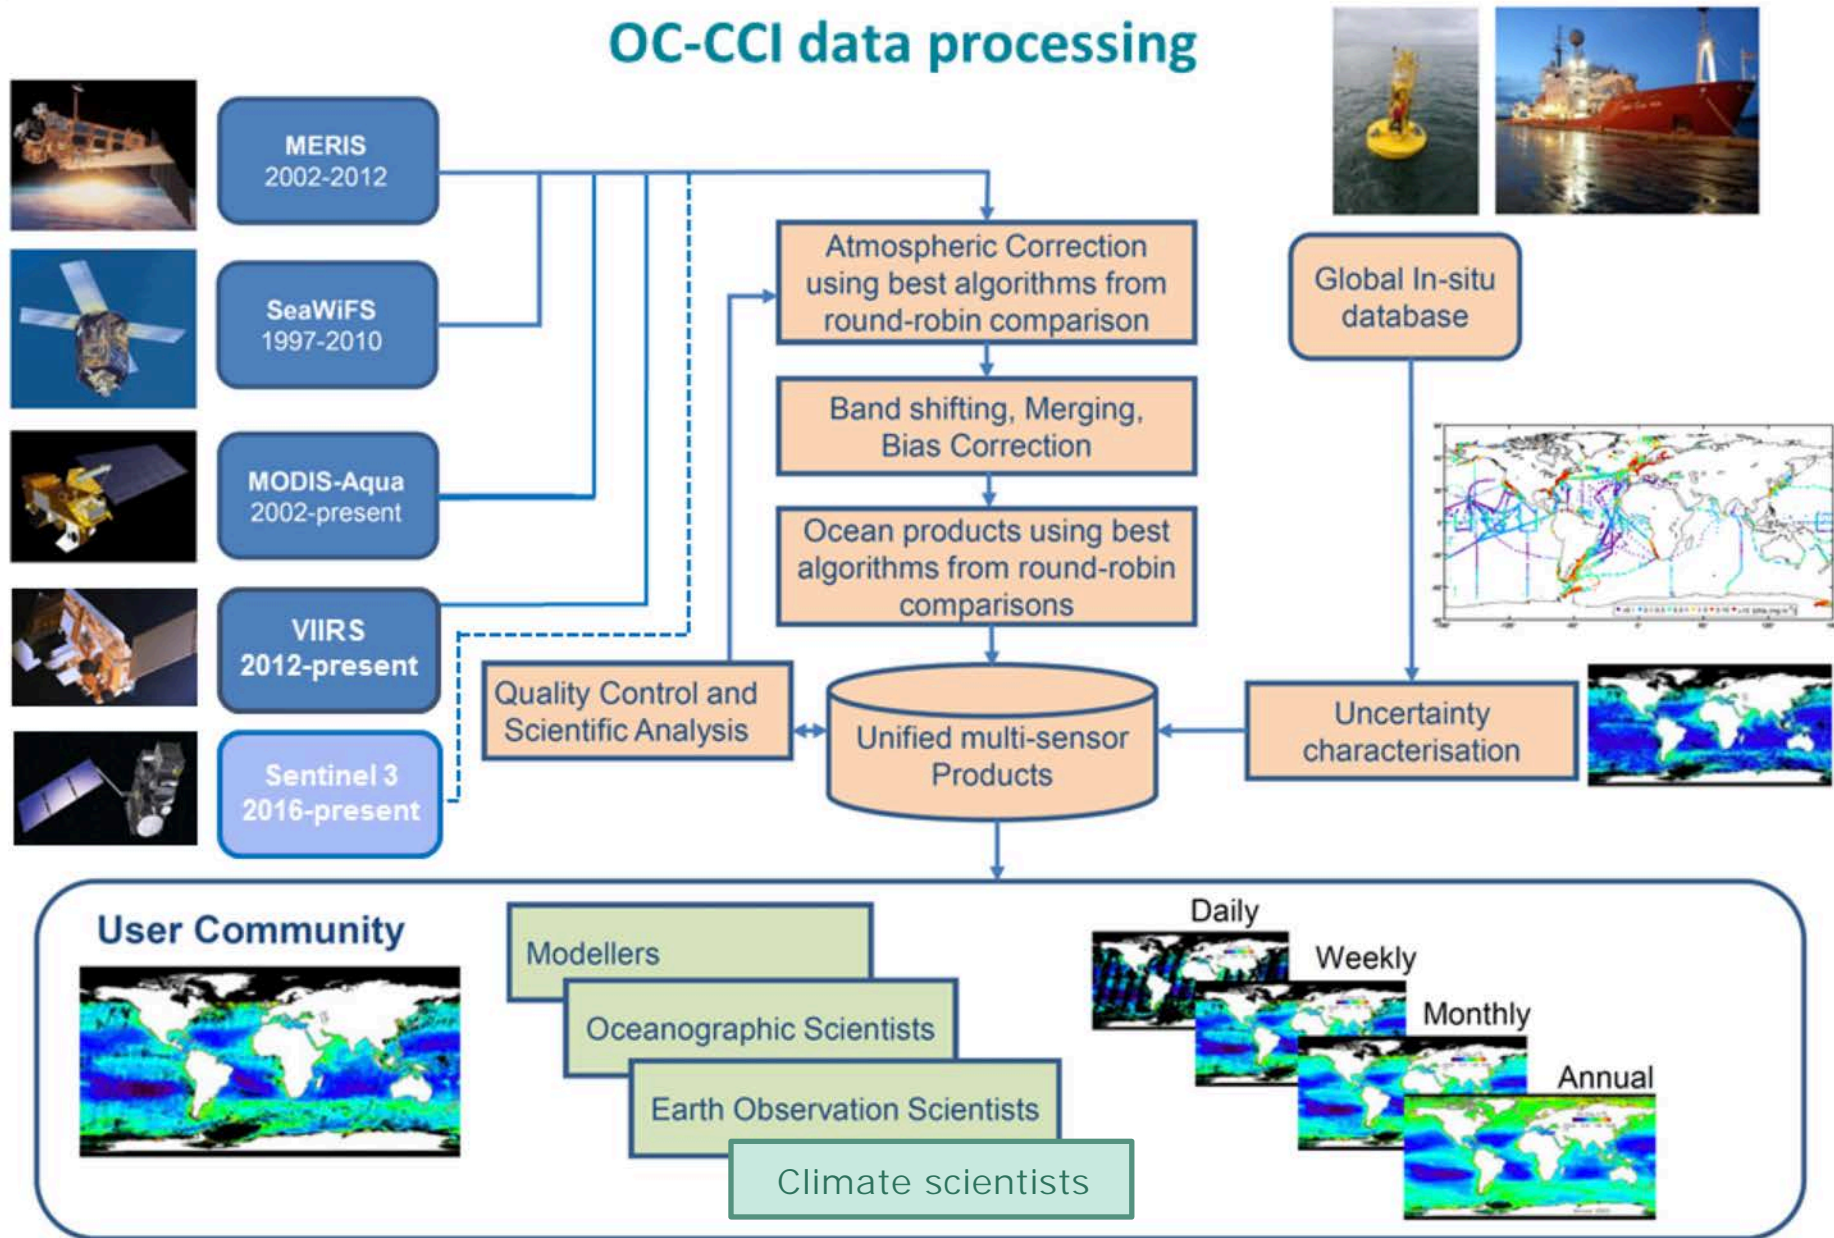 OC-CCI data processing
MERIS
2002-2012
SeaWiFS
1997-2010
MODIS-Aqua
2002-present
VIIRS
2012-present
Sentinel 3
2016-present
Atmospheric Correction
using best algorithms from
round-robin comparison
Band shifting, Merging,
Bias Correction
Ocean products using best
algorithms from round-robin
comparisons
Quality Control and
Scientific Analysis
Unified multi-sensor
Products
Global In-situ
database
Uncertainty
characterisation
User Community
Modellers
Oceanographic Scientists
Earth Observation Scientists
Climate scientists
Daily
Weekly
Monthly
Annual